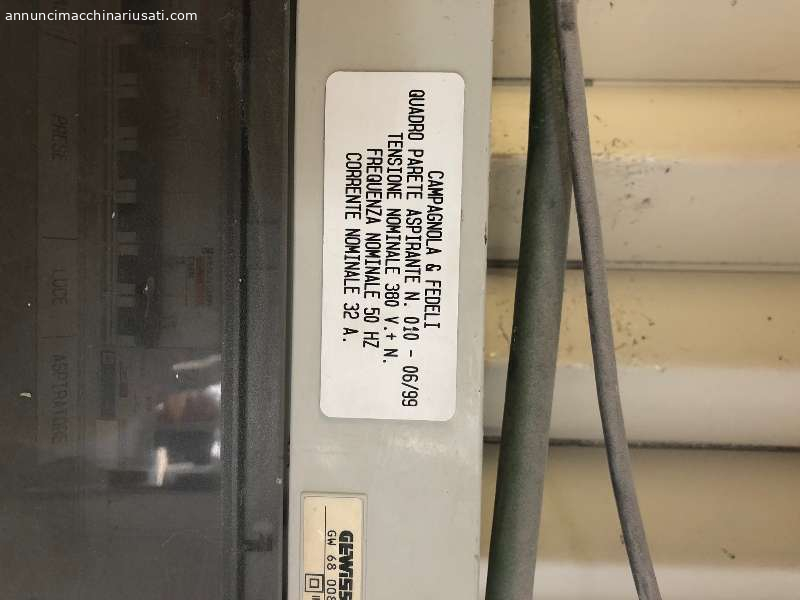 annuncimacchinariusati.com
CAMPAGNOLA & FEDELI
QUADRO PARETE ASPIRANTE N. 010 - 06/99
TENSIONE NOMINALE 380 V.+ N.
FREQUENZA NOMINALE 50 HZ
CORRENTE NOMINALE 32 A.
GEWISS
GW 68 008
PRESE / LUCE / ASPIRATORE